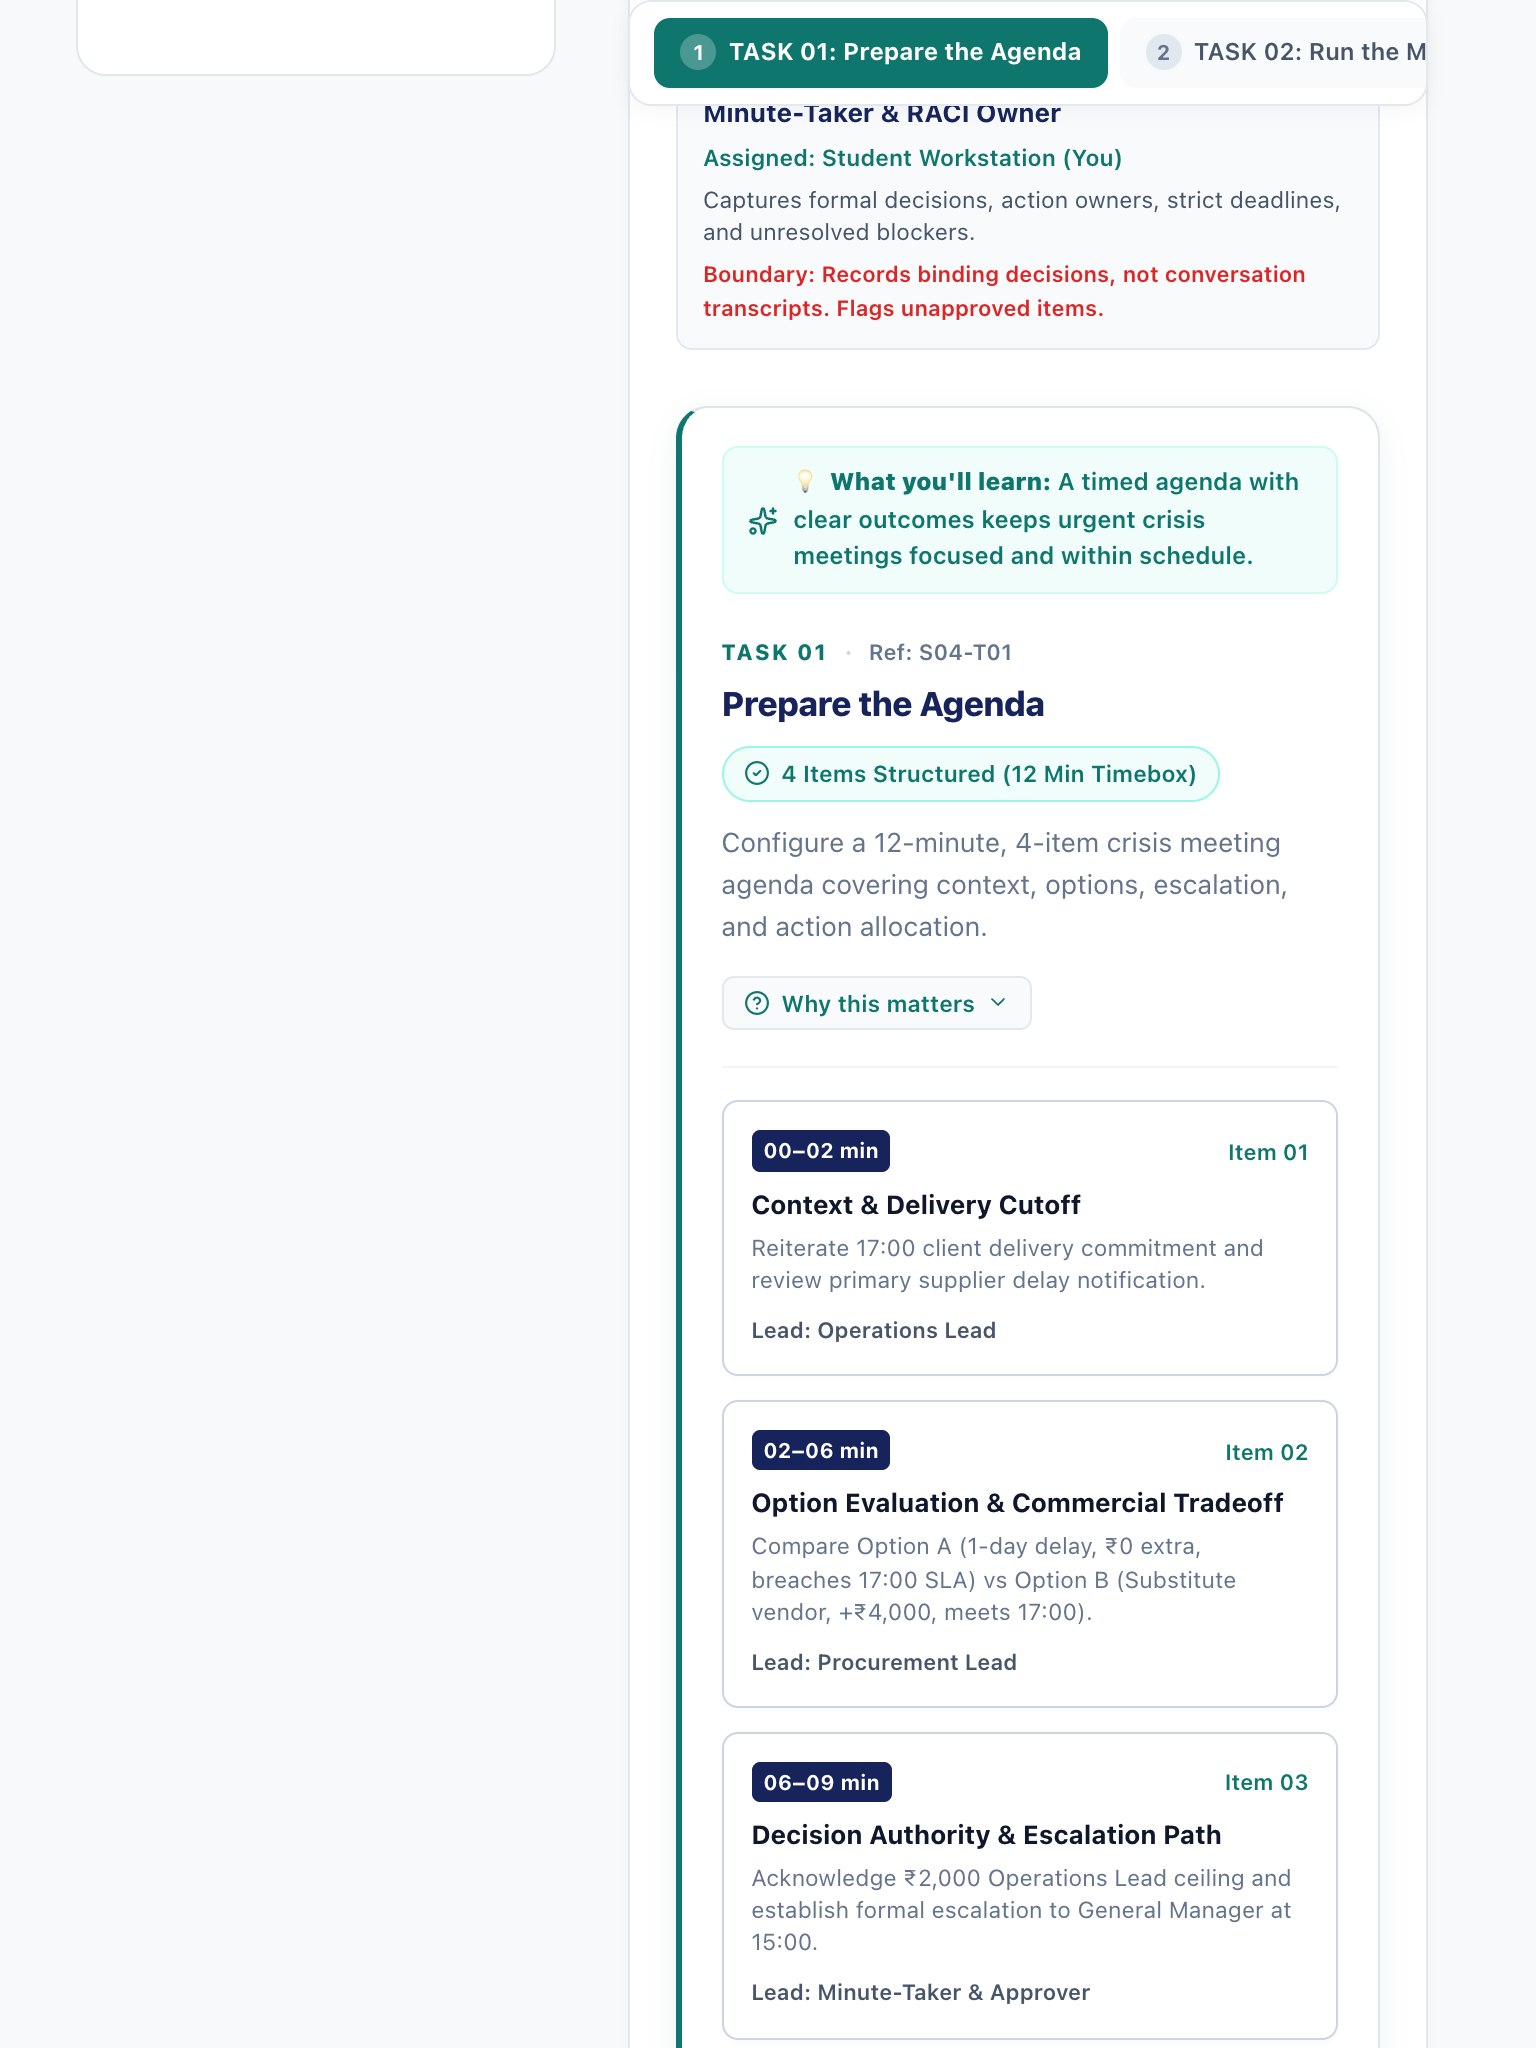 1 TASK 01: Prepare the Agenda
2 TASK 02: Run the M
Minute-Taker & RACI Owner
Assigned: Student Workstation (You)
Captures formal decisions, action owners, strict deadlines,
and unresolved blockers.
Boundary: Records binding decisions, not conversation
transcripts. Flags unapproved items.
💡 What you'll learn: A timed agenda with
clear outcomes keeps urgent crisis
meetings focused and within schedule.
TASK 01 · Ref: S04-T01
Prepare the Agenda
4 Items Structured (12 Min Timebox)
Configure a 12-minute, 4-item crisis meeting
agenda covering context, options, escalation,
and action allocation.
Why this matters
00–02 min
Item 01
Context & Delivery Cutoff
Reiterate 17:00 client delivery commitment and
review primary supplier delay notification.
Lead: Operations Lead
02–06 min
Item 02
Option Evaluation & Commercial Tradeoff
Compare Option A (1-day delay, ₹0 extra,
breaches 17:00 SLA) vs Option B (Substitute
vendor, +₹4,000, meets 17:00).
Lead: Procurement Lead
06–09 min
Item 03
Decision Authority & Escalation Path
Acknowledge ₹2,000 Operations Lead ceiling and
establish formal escalation to General Manager at
15:00.
Lead: Minute-Taker & Approver